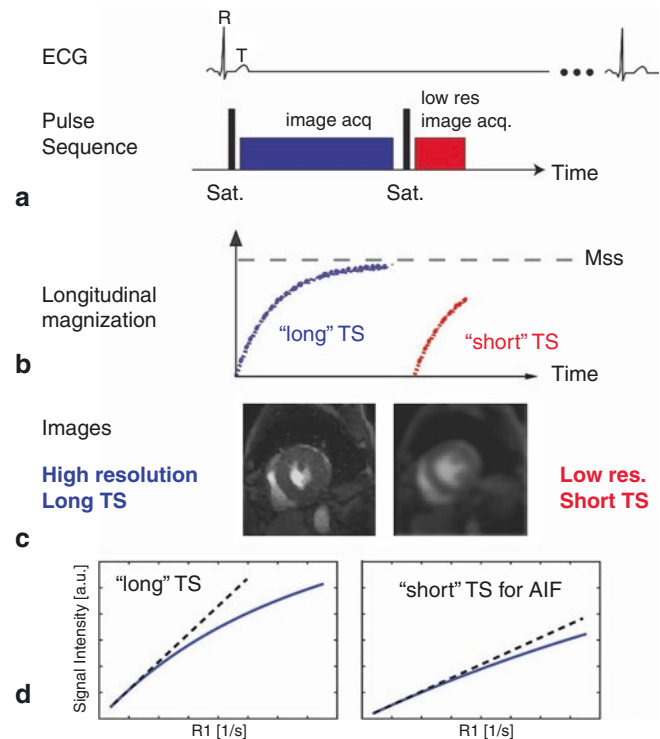 R
ECG
T
low res
image acq.
image acq
Pulse
Sequence
Time
a
Sat.
Sat.
Mss
Longitudinal
magnization
"long" TS
"short" TS
b
Time
Images
High resolution
Long TS
Low res.
Short TS
c
"long" TS
"short" TS for AIF
Signal Intensity [a.u.]
d
R1 [1/s]
R1 [1/s]